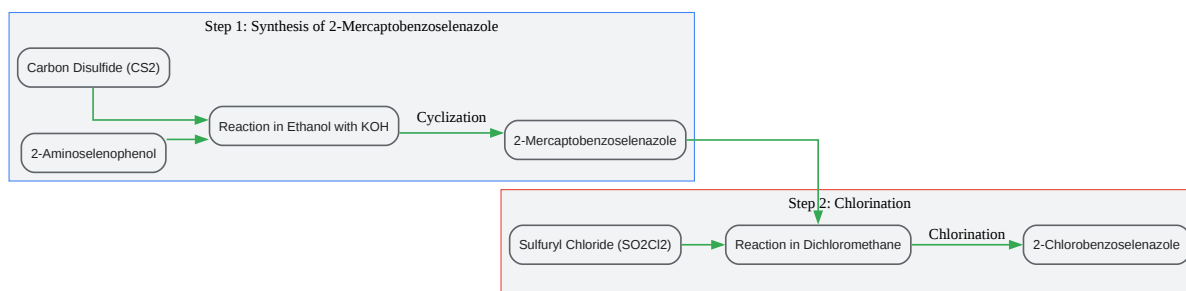 Step 1: Synthesis of 2-Mercaptobenzoselenazole
Carbon Disulfide (CS2)
2-Aminoselenophenol
Reaction in Ethanol with KOH
Cyclization
2-Mercaptobenzoselenazole
Step 2: Chlorination
Sulfuryl Chloride (SO2Cl2)
Reaction in Dichloromethane
Chlorination
2-Chlorobenzoselenazole